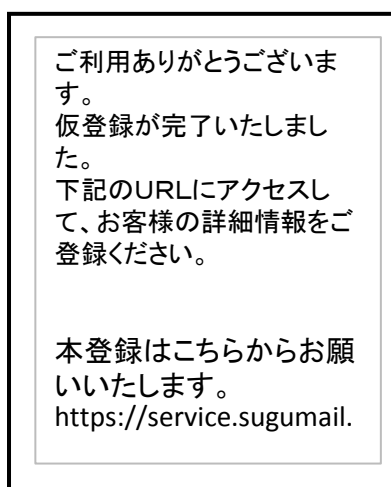 ご利用ありがとうございま
す。
仮登録が完了いたしまし
た。
下記のURLにアクセスし
て、お客様の詳細情報をご
登録ください。
本登録はこちらからお願
いいたします。
https://service.sugumail.